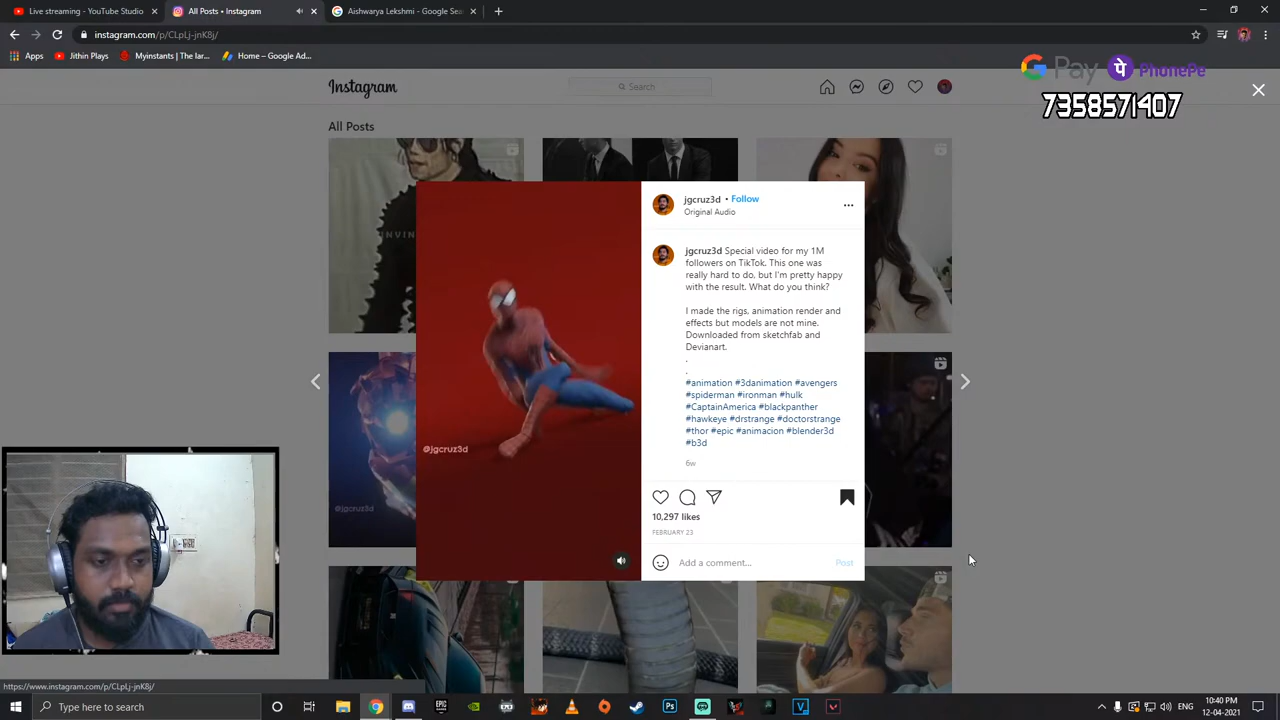 Live streaming - YouTube Studio
All Posts • Instagram
Aishwarya Lekshmi - Google Sea
instagram.com/p/CLpLj-jnK8j/
Apps
Jithin Plays
Myinstants | The lar...
Home – Google Ad...
G Pay PhonePe
7358571407
Instagram
Search
All Posts
jgcruz3d • Follow
Original Audio
jgcruz3d Special video for my 1M
followers on TikTok. This one was
really hard to do, but I'm pretty happy
with the result. What do you think?
I made the rigs, animation render and
effects but models are not mine.
Downloaded from sketchfab and
Devianart.
.
.
#animation #3danimation #avengers
#spiderman #ironman #hulk
#CaptainAmerica #blackpanther
#hawkeye #drstrange #doctorstrange
#thor #epic #animacion #blender3d
#b3d
6w
10,297 likes
FEBRUARY 23
Add a comment...
Post
@jgcruz3d
@jgcruz3d
https://www.instagram.com/p/CLpLj-jnK8j/
Type here to search
10:40 PM
12-04-2021